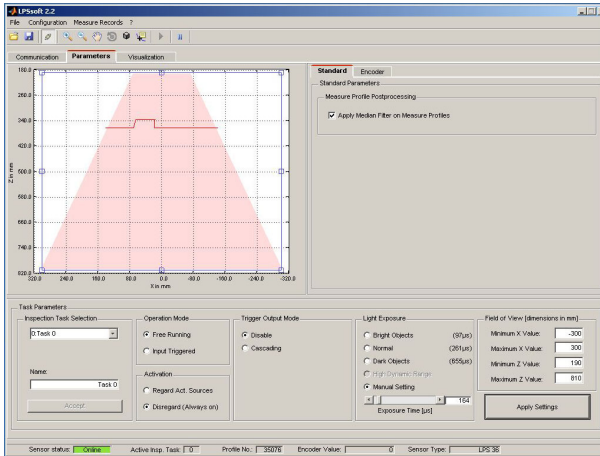 LPSsoft 2.2
File Configuration Measure Records ?
Communication Parameters Visualization
Standard Encoder
Standard Parameters
Measure Profile Postprocessing
Apply Median Filter on Measure Profiles
180.0
260.0
340.0
420.0
500.0
580.0
660.0
740.0
820.0
Z in mm
320.0 240.0 160.0 80.0 0.0 -80.0 -160.0 -240.0 -320.0
X in mm
Task Parameters
Inspection Task Selection
0:Task 0
Name:
Task 0
Accept
Operation Mode
Free Running
Input Triggered
Activation
Regard Act. Sources
Disregard (Always on)
Trigger Output Mode
Disable
Cascading
Light Exposure
Bright Objects (97µs)
Normal (261µs)
Dark Objects (655µs)
High Dynamic Range
Manual Setting
164
Exposure Time [µs]
Field of View [dimensions in mm]
Minimum X Value: -300
Maximum X Value: 300
Minimum Z Value: 190
Maximum Z Value: 810
Apply Settings
Sensor status: Online Active Insp. Task: 0 Profile No.: 35076 Encoder Value: 0 Sensor Type: LPS 36